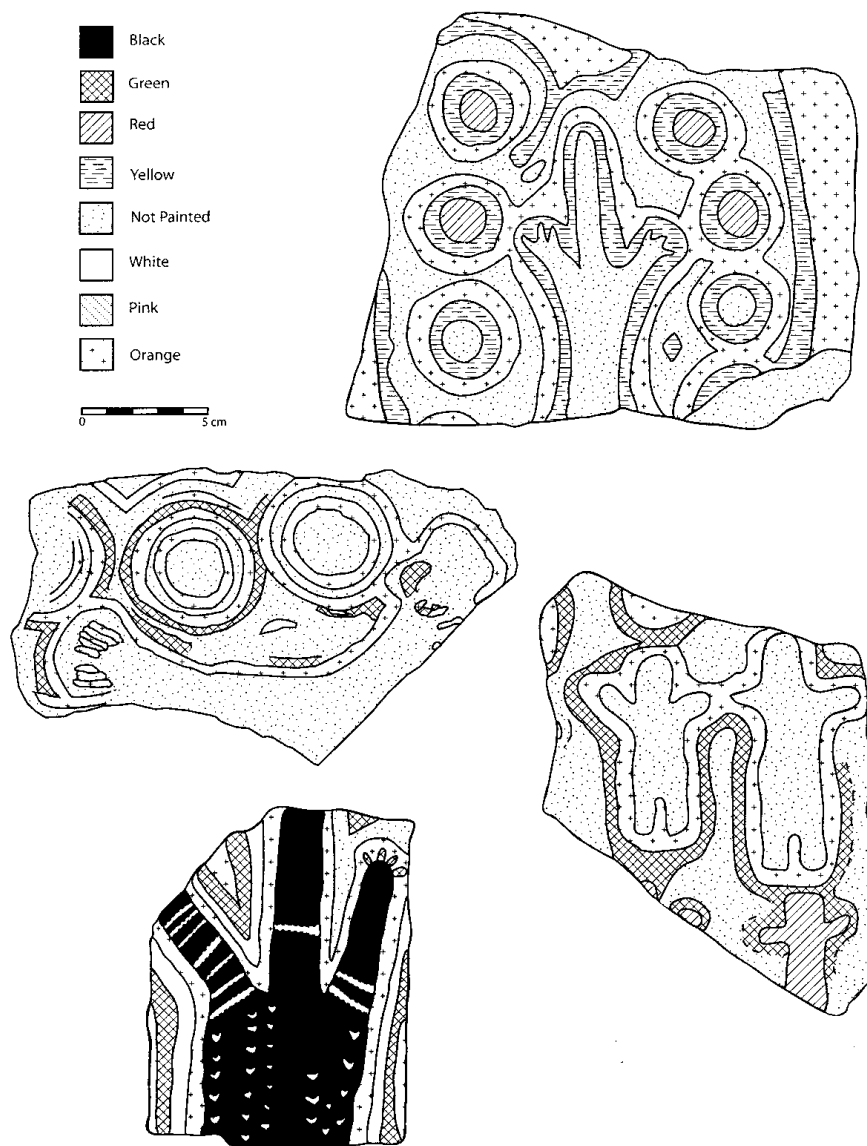 Black
Green
Red
Yellow
Not Painted
White
Pink
Orange
0 5 cm